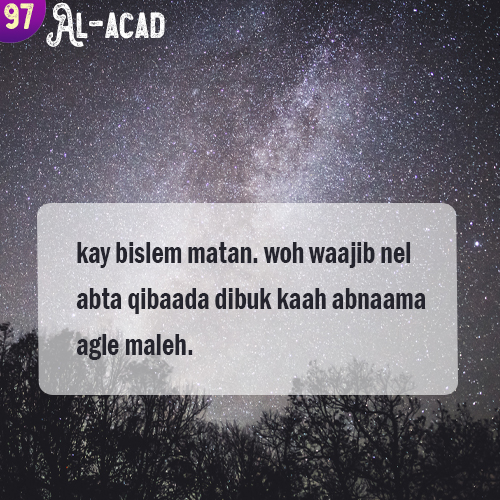 97
AL-ACAD
kay bislem matan. woh waajib nel
abta qibaada dibuk kaah abnaama
agle maleh.